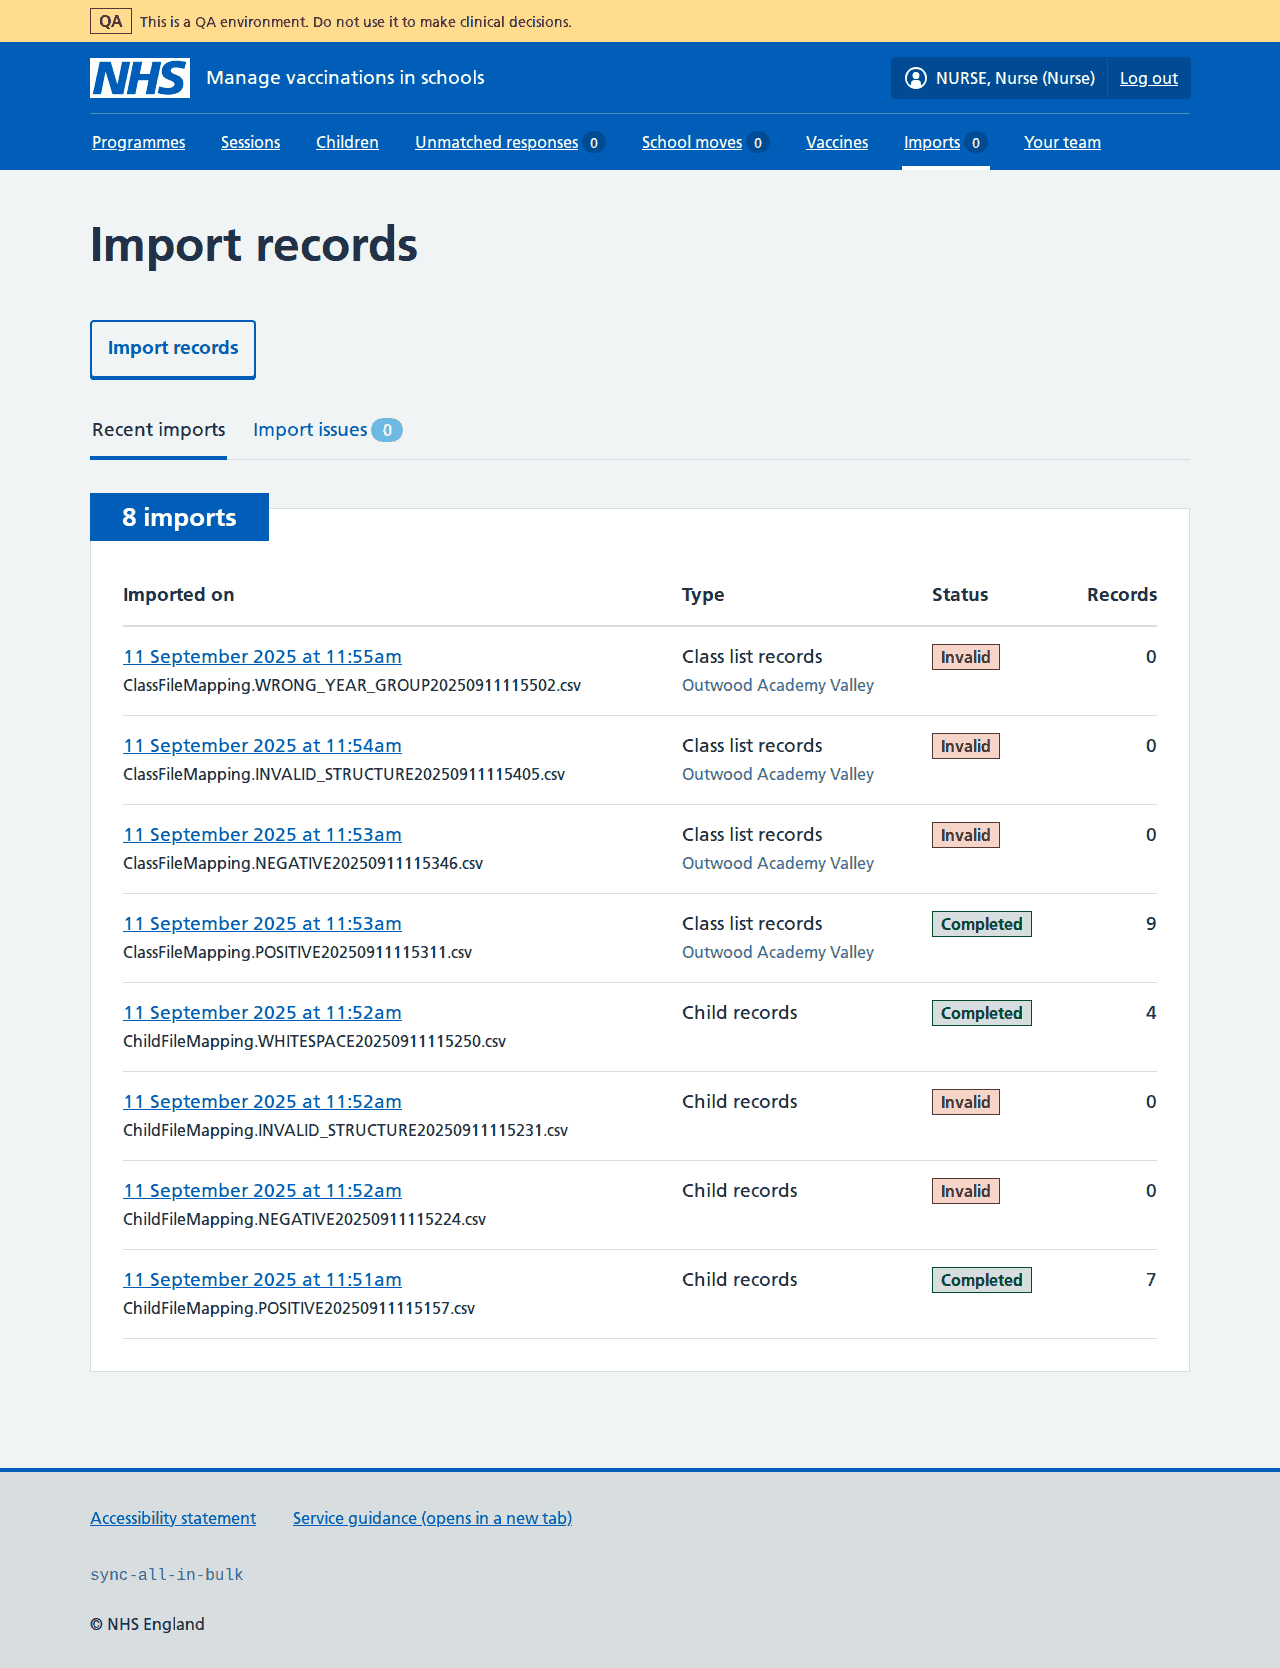 QA This is a QA environment. Do not use it to make clinical decisions.
NHS Manage vaccinations in schools NURSE, Nurse (Nurse) Log out
Programmes Sessions Children Unmatched responses 0 School moves 0 Vaccines Imports 0 Your team
Import records
Import records
Recent imports Import issues 0
8 imports
Imported on Type Status Records
11 September 2025 at 11:55am Class list records Invalid 0
ClassFileMapping.WRONG_YEAR_GROUP20250911115502.csv Outwood Academy Valley
11 September 2025 at 11:54am Class list records Invalid 0
ClassFileMapping.INVALID_STRUCTURE20250911115405.csv Outwood Academy Valley
11 September 2025 at 11:53am Class list records Invalid 0
ClassFileMapping.NEGATIVE20250911115346.csv Outwood Academy Valley
11 September 2025 at 11:53am Class list records Completed 9
ClassFileMapping.POSITIVE20250911115311.csv Outwood Academy Valley
11 September 2025 at 11:52am Child records Completed 4
ChildFileMapping.WHITESPACE20250911115250.csv
11 September 2025 at 11:52am Child records Invalid 0
ChildFileMapping.INVALID_STRUCTURE20250911115231.csv
11 September 2025 at 11:52am Child records Invalid 0
ChildFileMapping.NEGATIVE20250911115224.csv
11 September 2025 at 11:51am Child records Completed 7
ChildFileMapping.POSITIVE20250911115157.csv
Accessibility statement Service guidance (opens in a new tab)
sync-all-in-bulk
© NHS England